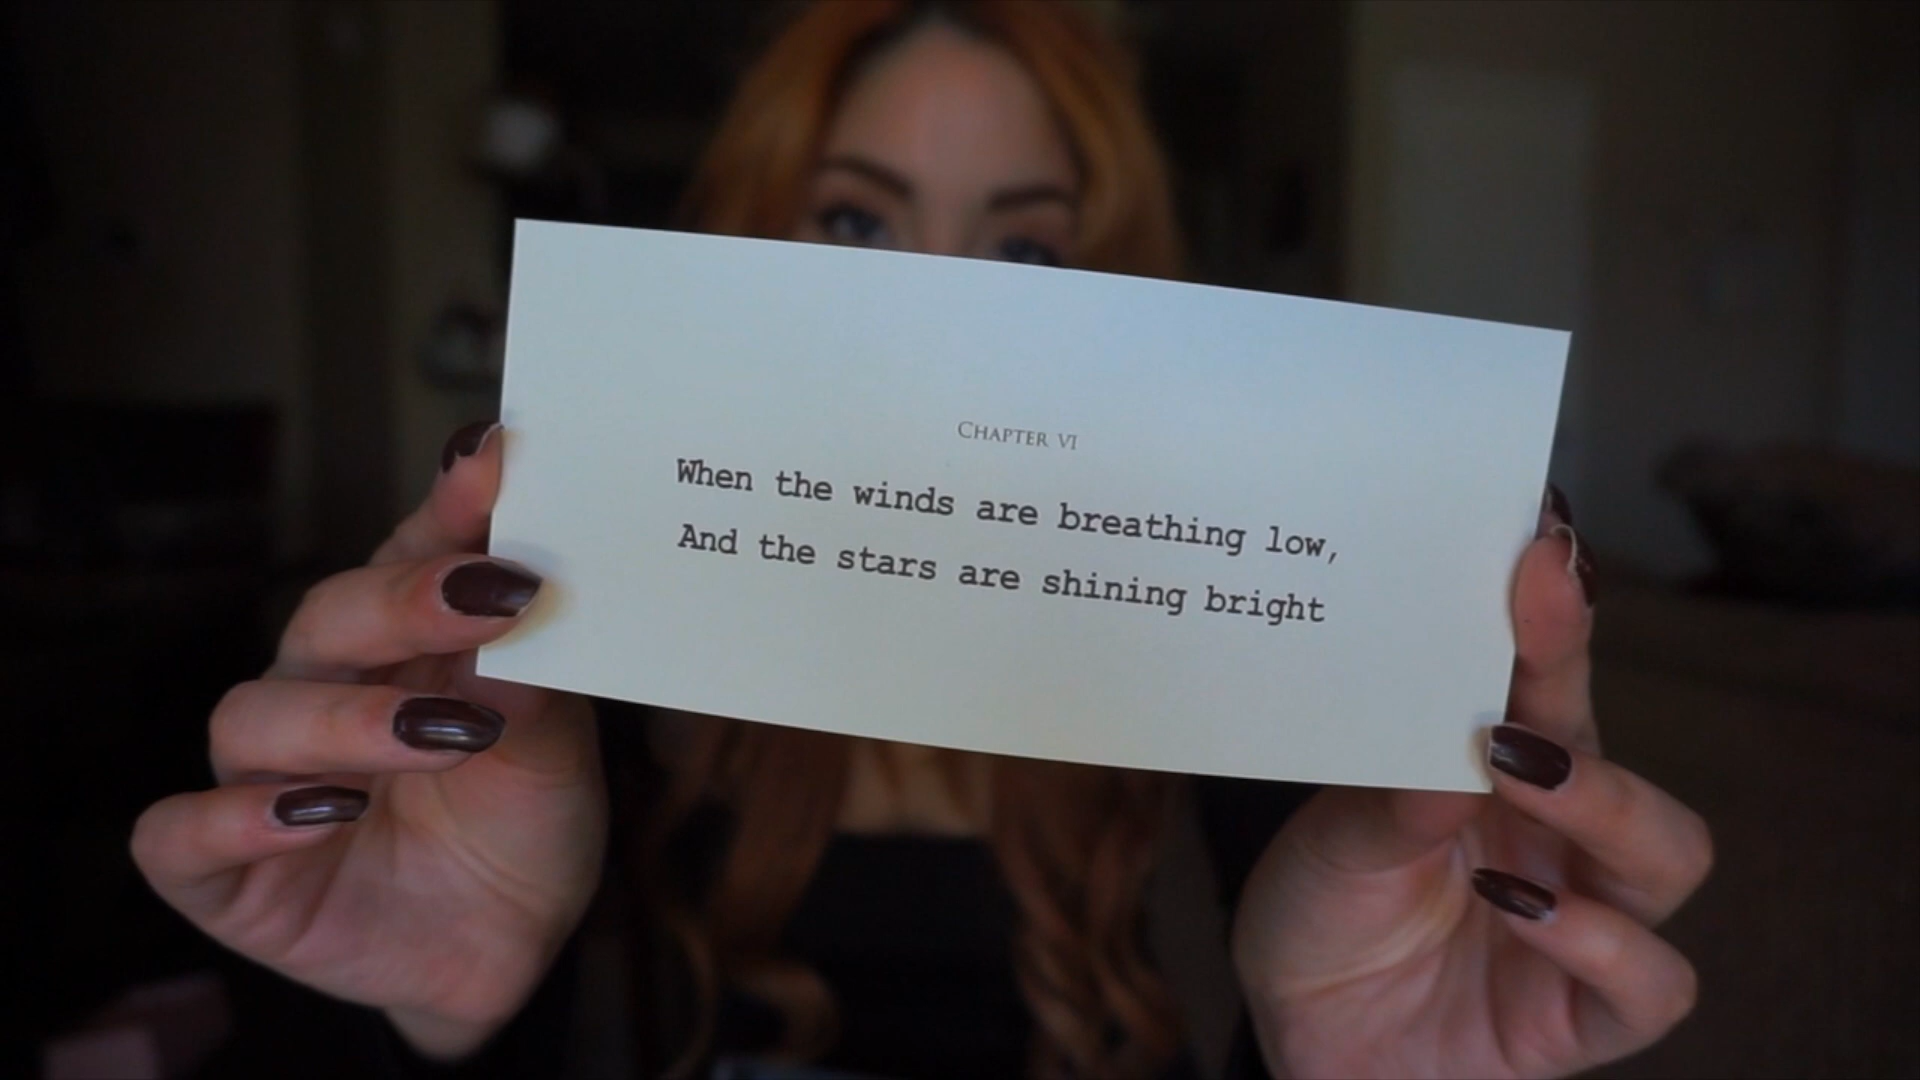 Chapter VI
When the winds are breathing low,
And the stars are shining bright